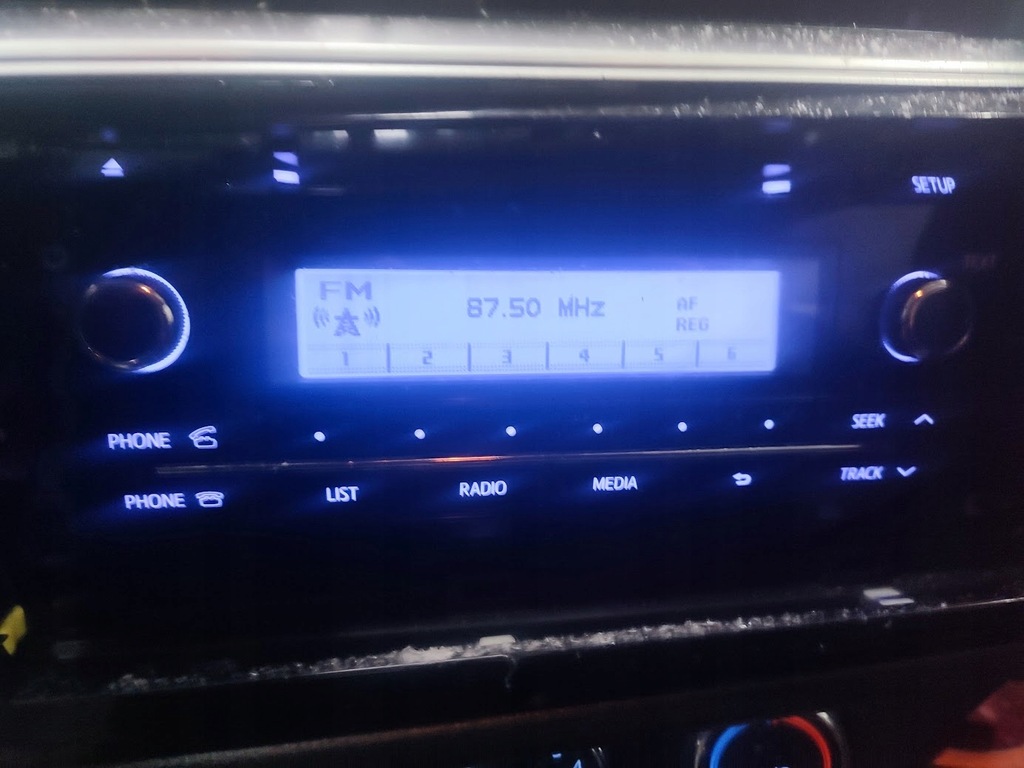 SETUP
TEXT
FM
87.50 MHz
AF
REG
1 2 3 4 5 6
PHONE
SEEK
PHONE
LIST
RADIO
MEDIA
TRACK